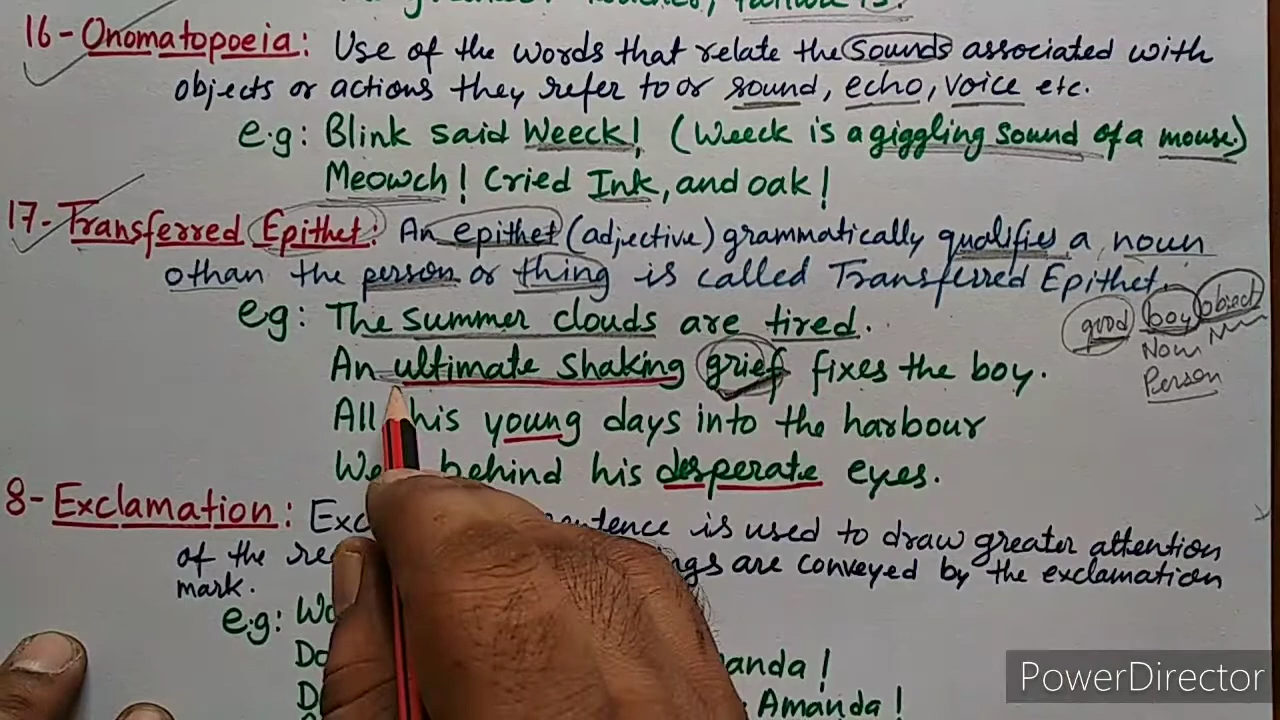 16- Onomatopoeia: Use of the words that relate the sounds associated with
objects or actions they refer to or sound, echo, voice etc.
e.g: Blink said Weeck! (Weeck is a giggling sound of a mouse)
Meowch! Cried Ink, and oak!
17- Transferred Epithet: An epithet (adjective) grammatically qualifies a noun
othan the person or thing is called Transferred Epithet.
eg: The summer clouds are tired.
good boy object
An ultimate shaking grief fixes the boy.
Noun
Person
All his young days into the harbour
behind his desperate eyes.
8- Exclamation: sentence is used to draw greater attention
of the are conveyed by the exclamation
mark.
e.g:
Amanda!
PowerDirector